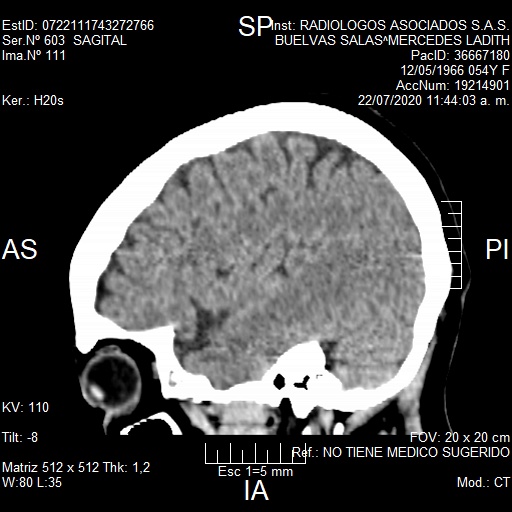 EstID: 0722111743272766
Ser.Nº 603 SAGITAL
Ima.Nº 111
Ker.: H20s
SP
Inst: RADIOLOGOS ASOCIADOS S.A.S.
BUELVAS SALAS^MERCEDES LADITH
PacID: 36667180
12/05/1966 054Y F
AccNum: 19214901
22/07/2020 11:44:03 a. m.
AS
PI
KV: 110
Tilt: -8
Matriz 512 x 512 Thk: 1,2
W:80 L:35
Esc 1=5 mm
IA
FOV: 20 x 20 cm
Ref.: NO TIENE MEDICO SUGERIDO
Mod.: CT